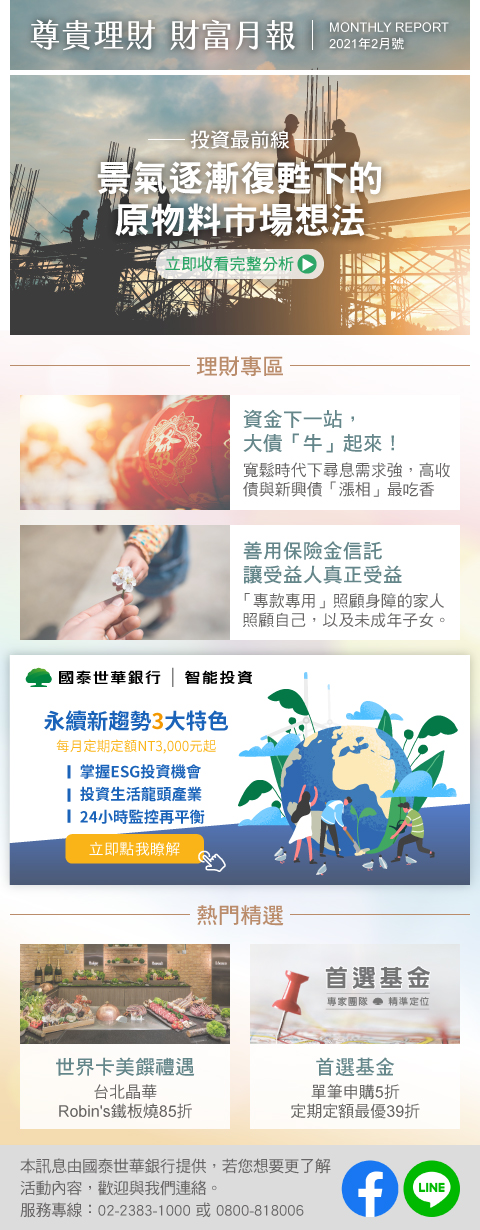 尊貴理財 財富月報
MONTHLY REPORT
2021年2月號
投資最前線
景氣逐漸復甦下的
原物料市場想法
立即收看完整分析
理財專區
資金下一站，
大債「牛」起來！
寬鬆時代下尋息需求強，高收
債與新興債「漲相」最吃香
善用保險金信託
讓受益人真正受益
「專款專用」照顧身障的家人
照顧自己，以及未成年子女。
國泰世華銀行｜智能投資
永續新趨勢3大特色
每月定期定額NT3,000元起
掌握ESG投資機會
投資生活龍頭產業
24小時監控再平衡
立即點我瞭解
熱門精選
世界卡美饌禮遇
台北晶華
Robin's鐵板燒85折
首選基金
專家團隊 精準定位
首選基金
單筆申購5折
定期定額最優39折
本訊息由國泰世華銀行提供，若您想要更了解
活動內容，歡迎與我們連絡。
服務專線：02-2383-1000 或 0800-818006
LINE